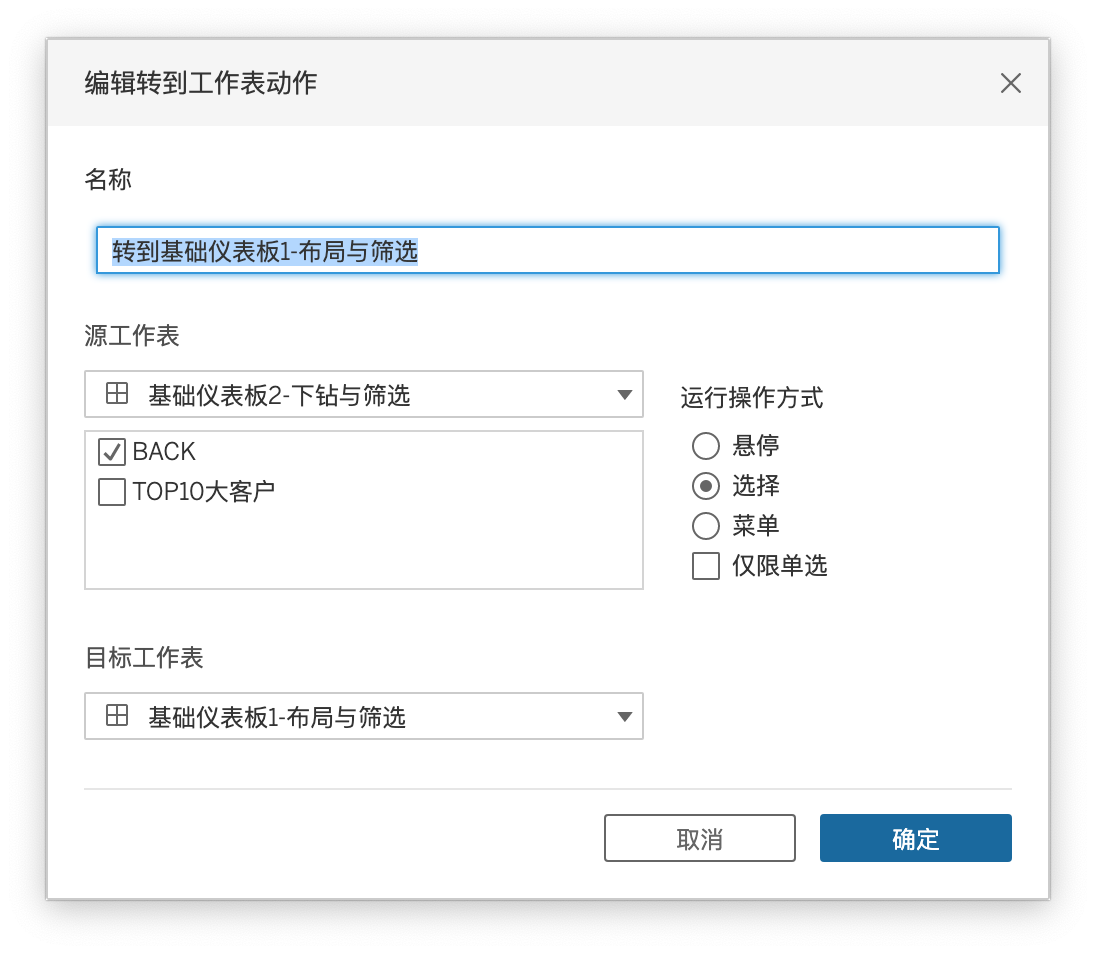 编辑转到工作表动作
名称
转到基础仪表板1-布局与筛选
源工作表
基础仪表板2-下钻与筛选
BACK
TOP10大客户
运行操作方式
悬停
选择
菜单
仅限单选
目标工作表
基础仪表板1-布局与筛选
取消
确定